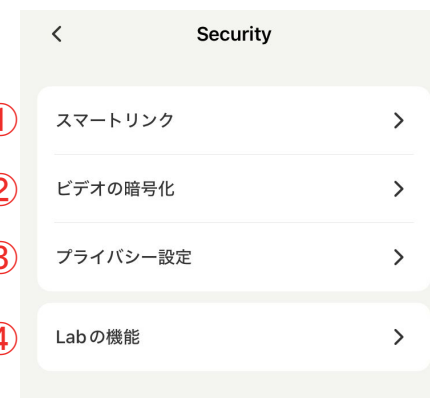 Security
① スマートリンク
② ビデオの暗号化
③ プライバシー設定
④ Labの機能